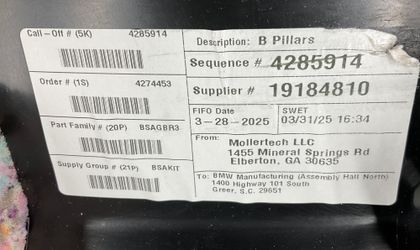 Call-Off # (5K) 4285914
Order # (1S) 4274453
Part Family # (20P) BSAGBR3
Supply Group # (21P) BSAKIT
Description: B Pillars
Sequence # 4285914
Supplier # 19184810
FIFO Date SWET
3-28-2025 03/31/25 16:34
From:
Mollertech LLC
1455 Mineral Springs Rd
Elberton, GA 30635
To: BMW Manufacturing (Assembly Hall North)
1400 Highway 101 South
Greer, S.C. 29651